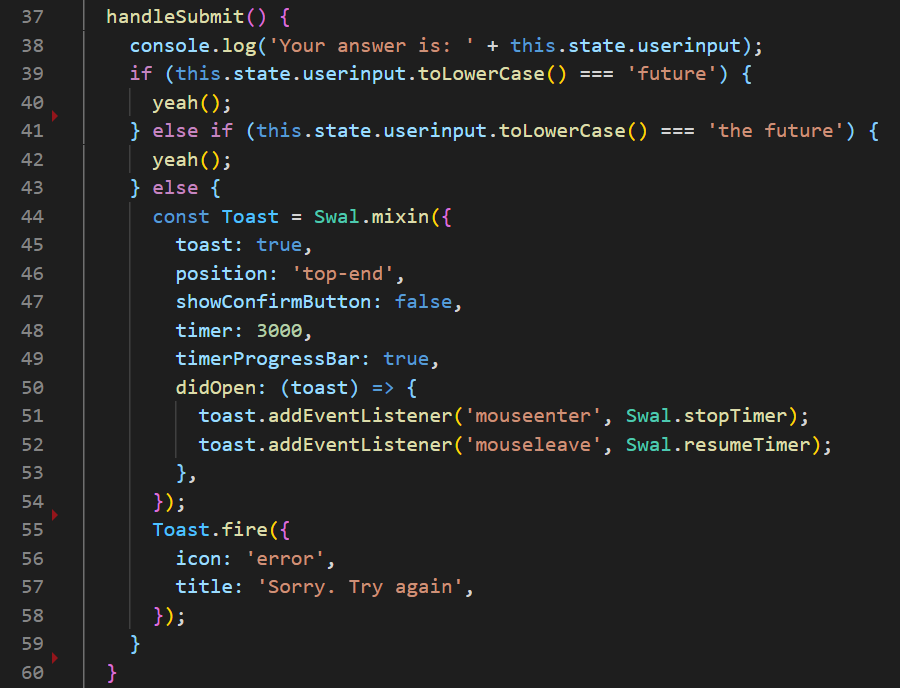 37 handleSubmit() {
38 console.log('Your answer is: ' + this.state.userinput);
39 if (this.state.userinput.toLowerCase() === 'future') {
40 yeah();
41 } else if (this.state.userinput.toLowerCase() === 'the future') {
42 yeah();
43 } else {
44 const Toast = Swal.mixin({
45 toast: true,
46 position: 'top-end',
47 showConfirmButton: false,
48 timer: 3000,
49 timerProgressBar: true,
50 didOpen: (toast) => {
51 toast.addEventListener('mouseenter', Swal.stopTimer);
52 toast.addEventListener('mouseleave', Swal.resumeTimer);
53 },
54 });
55 Toast.fire({
56 icon: 'error',
57 title: 'Sorry. Try again',
58 });
59 }
60 }